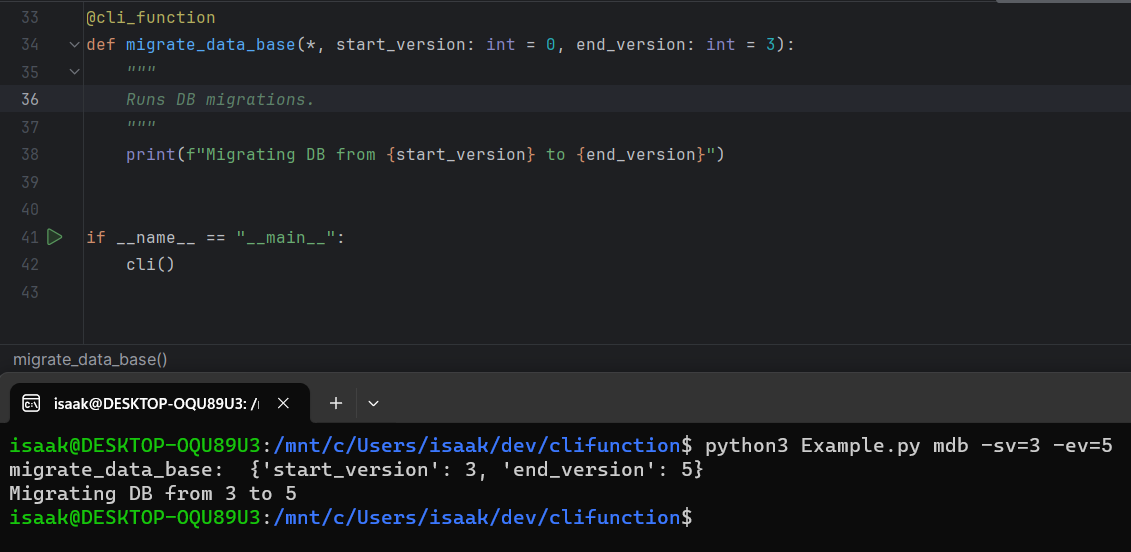 33 @cli_function
34 def migrate_data_base(*, start_version: int = 0, end_version: int = 3):
35     """
36     Runs DB migrations.
37     """
38     print(f"Migrating DB from {start_version} to {end_version}")
39
40
41 if __name__ == "__main__":
42     cli()
43
migrate_data_base()
isaak@DESKTOP-OQU89U3: /
isaak@DESKTOP-OQU89U3:/mnt/c/Users/isaak/dev/clifunction$ python3 Example.py mdb -sv=3 -ev=5
migrate_data_base:  {'start_version': 3, 'end_version': 5}
Migrating DB from 3 to 5
isaak@DESKTOP-OQU89U3:/mnt/c/Users/isaak/dev/clifunction$